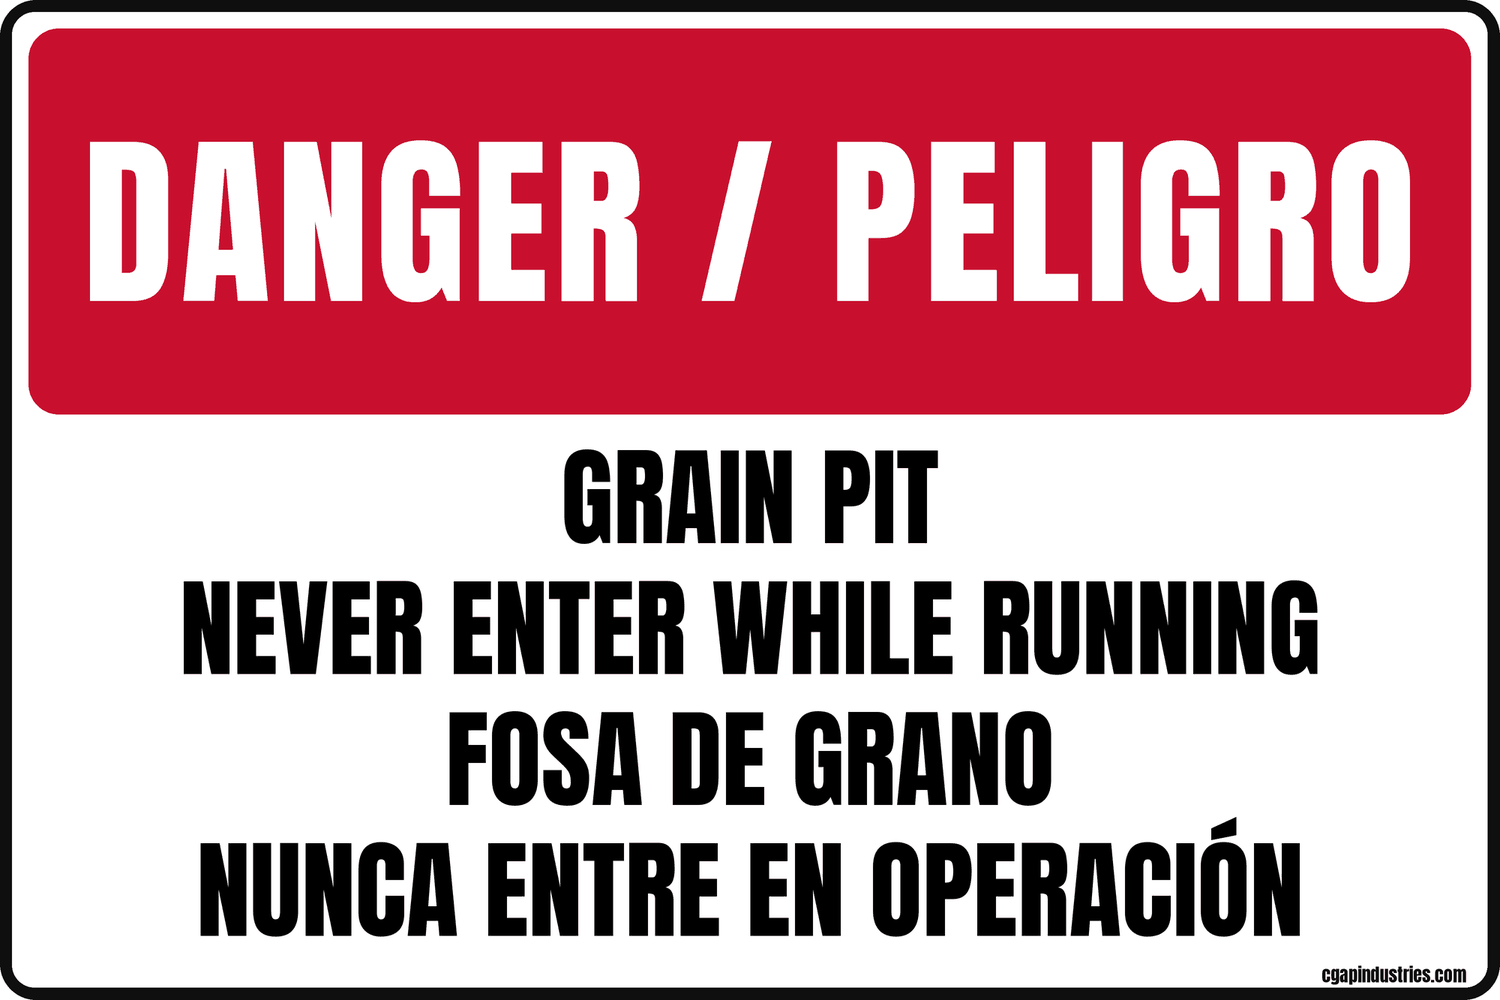 DANGER / PELIGRO
GRAIN PIT
NEVER ENTER WHILE RUNNING
FOSA DE GRANO
NUNCA ENTRE EN OPERACIÓN
cgapindustries.com